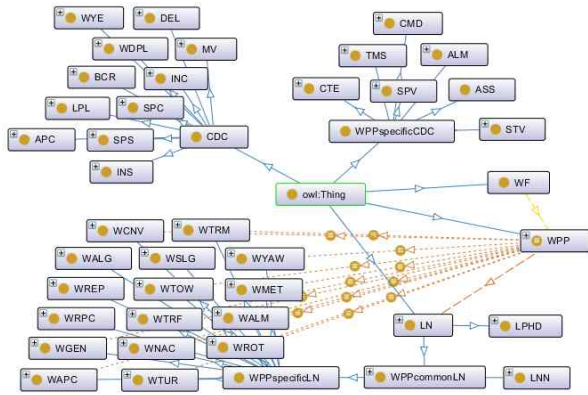 WYE
DEL
CMD
WDPL
MV
TMS
ALM
BCR
INC
CTE
SPV
ASS
LPL
SPC
APC
SPS
CDC
WPPspecificCDC
STV
INS
owl:Thing
WF
WCNV
WTRM
WPP
WALG
WSLG
WYAW
WREP
WTOW
WMET
WRPC
WTRF
WALM
LN
LPHD
WGEN
WNAC
WROT
WAPC
WTUR
WPPspecificLN
WPPcommonLN
LNN